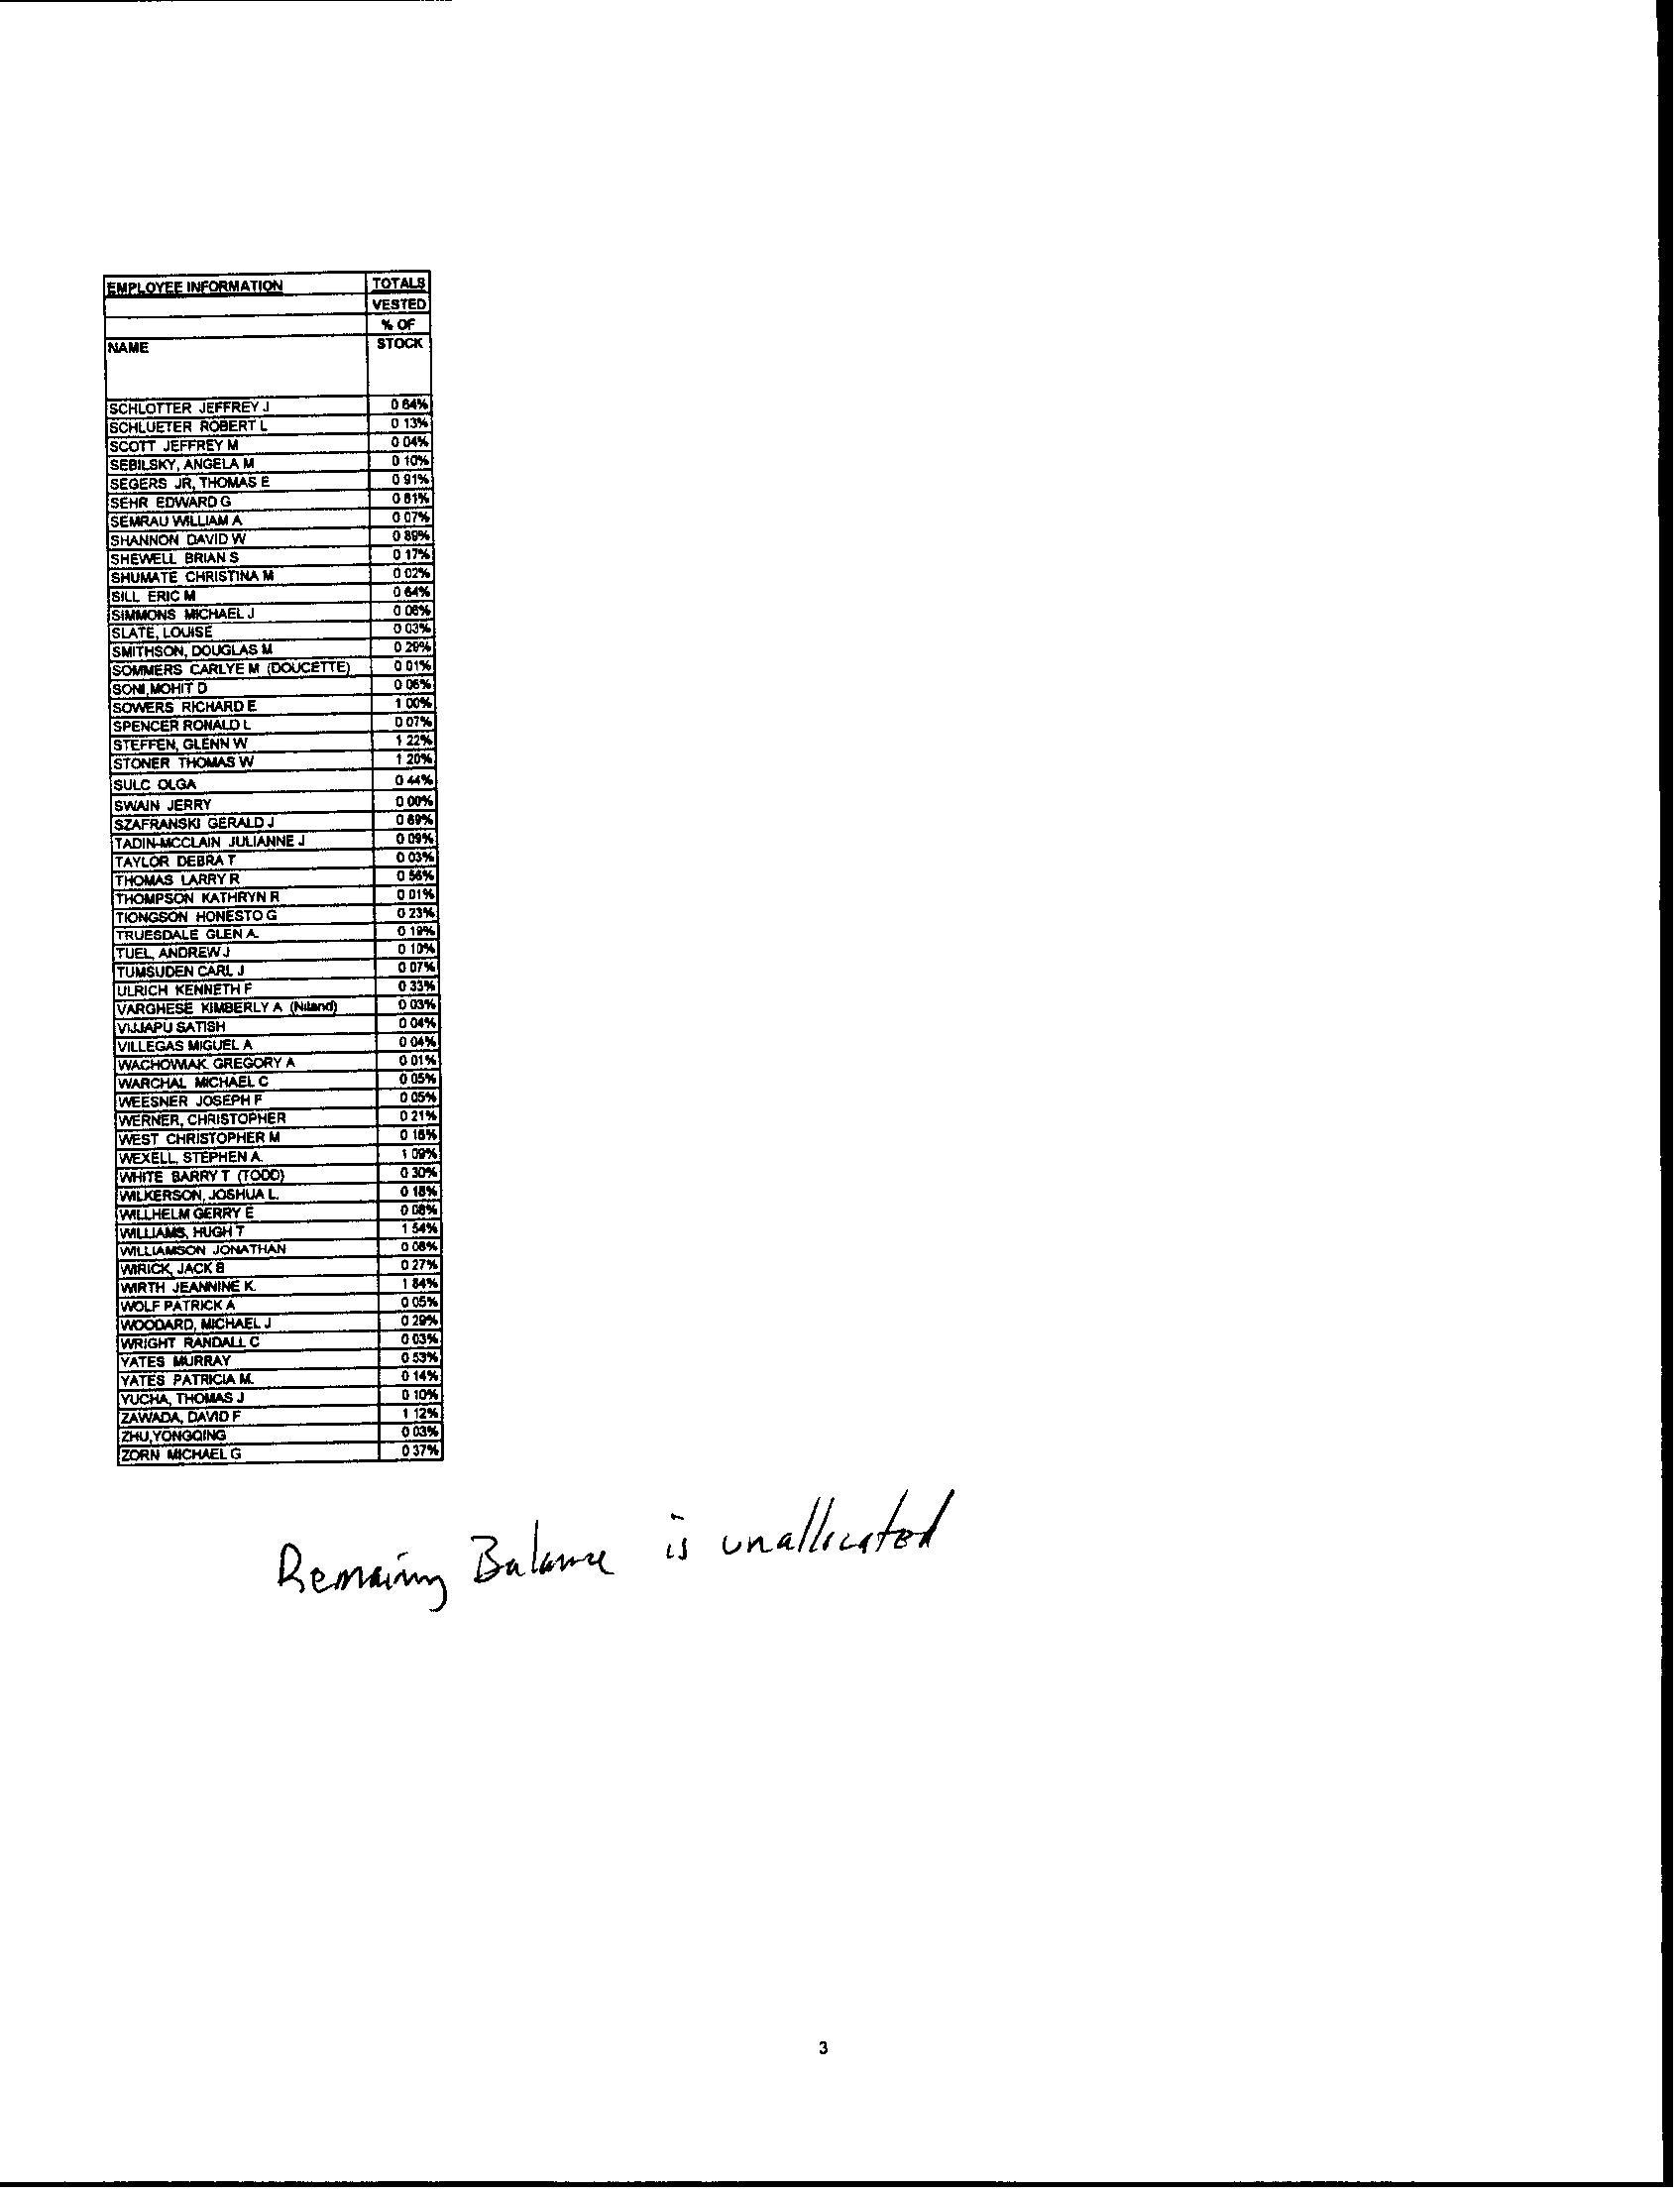 EMPLOYEE INFORMATION TOTALS
VESTED
% OF
NAME STOCK
SCHLOTTER JEFFREY J 0 64%
SCHLUETER ROBERT L 0 13%
SCOTT JEFFREY M 0 04%
SEBILSKY, ANGELA M 0 10%
SEGERS JR, THOMAS E 0 91%
SEHR EDWARD G 0 81%
SEMRAU WILLIAM A 0 07%
SHANNON DAVID W 0 89%
SHEWELL BRIAN S 0 17%
SHUMATE CHRISTINA M 0 02%
SILL ERIC M 0 64%
SIMMONS MICHAEL J
SLATE, LOUISE 0 03%
SMITHSON, DOUGLAS M
SOMMERS CARLYE M (DOUCETTE) 0 01%
SONI,MOHIT D
SOWERS RICHARD E 1 00%
SPENCER RONALD L 0 07%
STEFFEN, GLENN W 1 22%
STONER THOMAS W 1 20%
SULC OLGA 0 44%
SWAIN JERRY 0 00%
SZAFRANSKI GERALD J 0 69%
TADIN-MCCLAIN JULIANNE J 0 09%
TAYLOR DEBRA T 0 03%
THOMAS LARRY R 0 56%
THOMPSON KATHRYN R 0 01%
TIONGSON HONESTO G 0 23%
TRUESDALE GLEN A. 0 19%
TUEL, ANDREW J 0 10%
TUMSUDEN CARL J 0 07%
ULRICH KENNETH F 0 33%
VARGHESE KIMBERLY A (Niland) 0 03%
VIJJAPU SATISH 0 04%
VILLEGAS MIGUEL A 0 04%
WACHOWIAK GREGORY A 0 01%
WARCHAL MICHAEL C 0 05%
WEESNER JOSEPH F 0 05%
WERNER, CHRISTOPHER 0 21%
WEST CHRISTOPHER M
WEXELL, STEPHEN A. 1 09%
WHITE BARRY T (TODD) 0 30%
WILKERSON, JOSHUA L. 0 18%
WILLHELM GERRY E 0 08%
WILLIAMS, HUGH T 1 54%
WILLIAMSON JONATHAN 0 08%
WIRICK, JACK B 0 27%
WIRTH JEANNINE K. 1 84%
WOLF PATRICK A 0 05%
WOODARD, MICHAEL J 0 29%
WRIGHT RANDALL C 0 03%
YATES MURRAY 0 53%
YATES PATRICIA M. 0 14%
YUCHA, THOMAS J 0 10%
ZAWADA, DAVID F 1 12%
ZHU,YONGQING 0 03%
ZORN MICHAEL G 0 37%
Remaining Balance is unallocated
3